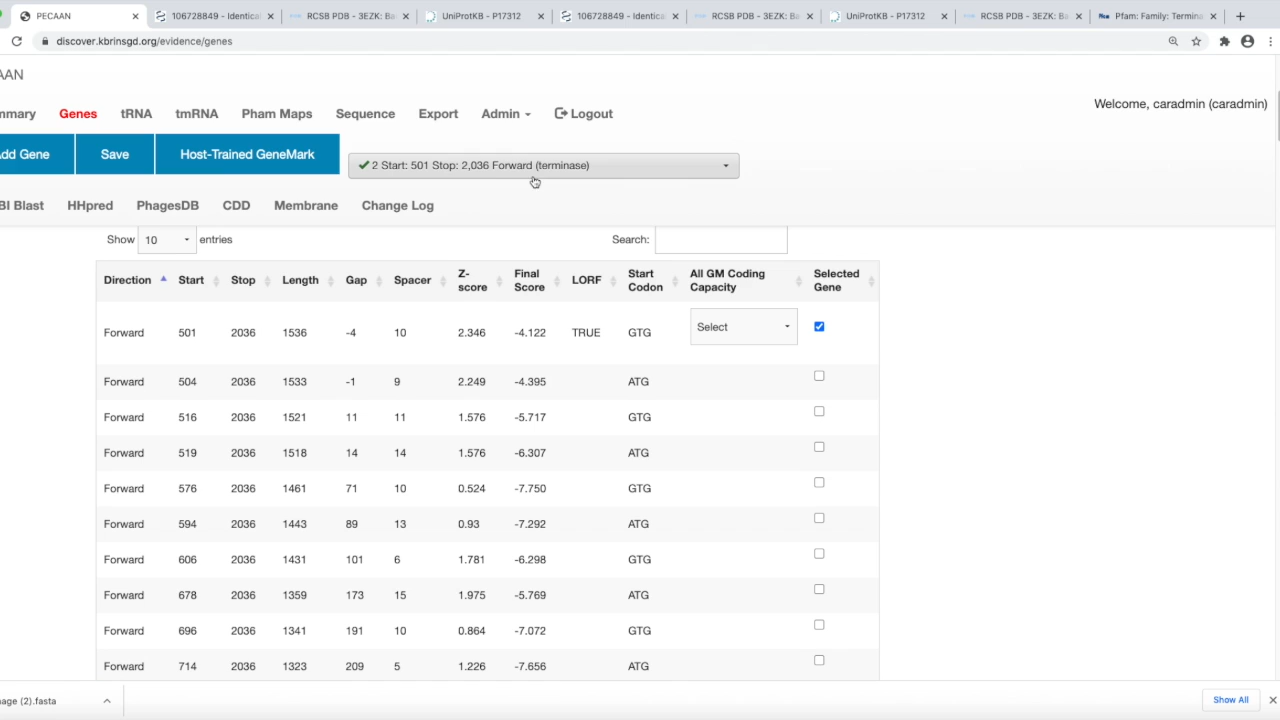 PECAAN
106728849 - Identical
RCSB PDB - 3EZK: Ba
UniProtKB - P17312
106728849 - Identica
RCSB PDB - 3EZK: Ba
UniProtKB - P17312
RCSB PDB - 3EZK: Ba
Pfam: Family: Termina
discover.kbrinsgd.org/evidence/genes
AAN
mmary Genes tRNA tmRNA Pham Maps Sequence Export Admin Logout
Welcome, caradmin (caradmin)
dd Gene Save Host-Trained GeneMark
2 Start: 501 Stop: 2,036 Forward (terminase)
BI Blast HHpred PhagesDB CDD Membrane Change Log
Show 10 entries Search:
Direction Start Stop Length Gap Spacer Z-score Final Score LORF Start Codon All GM Coding Capacity Selected Gene
Forward 501 2036 1536 -4 10 2.346 -4.122 TRUE GTG Select
Forward 504 2036 1533 -1 9 2.249 -4.395 ATG
Forward 516 2036 1521 11 11 1.576 -5.717 GTG
Forward 519 2036 1518 14 14 1.576 -6.307 ATG
Forward 576 2036 1461 71 10 0.524 -7.750 GTG
Forward 594 2036 1443 89 13 0.93 -7.292 ATG
Forward 606 2036 1431 101 6 1.781 -6.298 GTG
Forward 678 2036 1359 173 15 1.975 -5.769 ATG
Forward 696 2036 1341 191 10 0.864 -7.072 GTG
Forward 714 2036 1323 209 5 1.226 -7.656 ATG
age (2).fasta
Show All